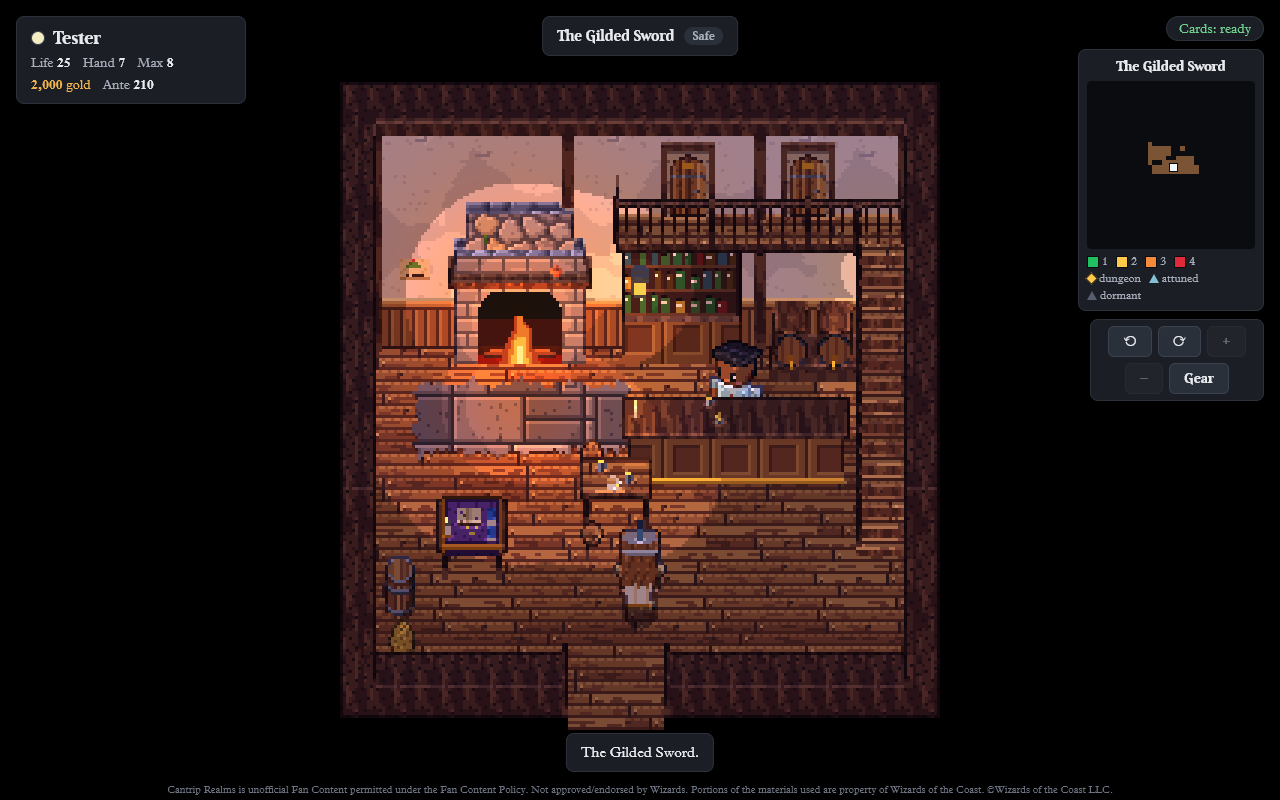 Tester
Life 25 Hand 7 Max 8
2,000 gold Ante 210
The Gilded Sword Safe
Cards: ready
The Gilded Sword
1 2 3 4
dungeon attuned
dormant
+
−
Gear
The Gilded Sword.
Cantrip Realms is unofficial Fan Content permitted under the Fan Content Policy. Not approved/endorsed by Wizards. Portions of the materials used are property of Wizards of the Coast. ©Wizards of the Coast LLC.